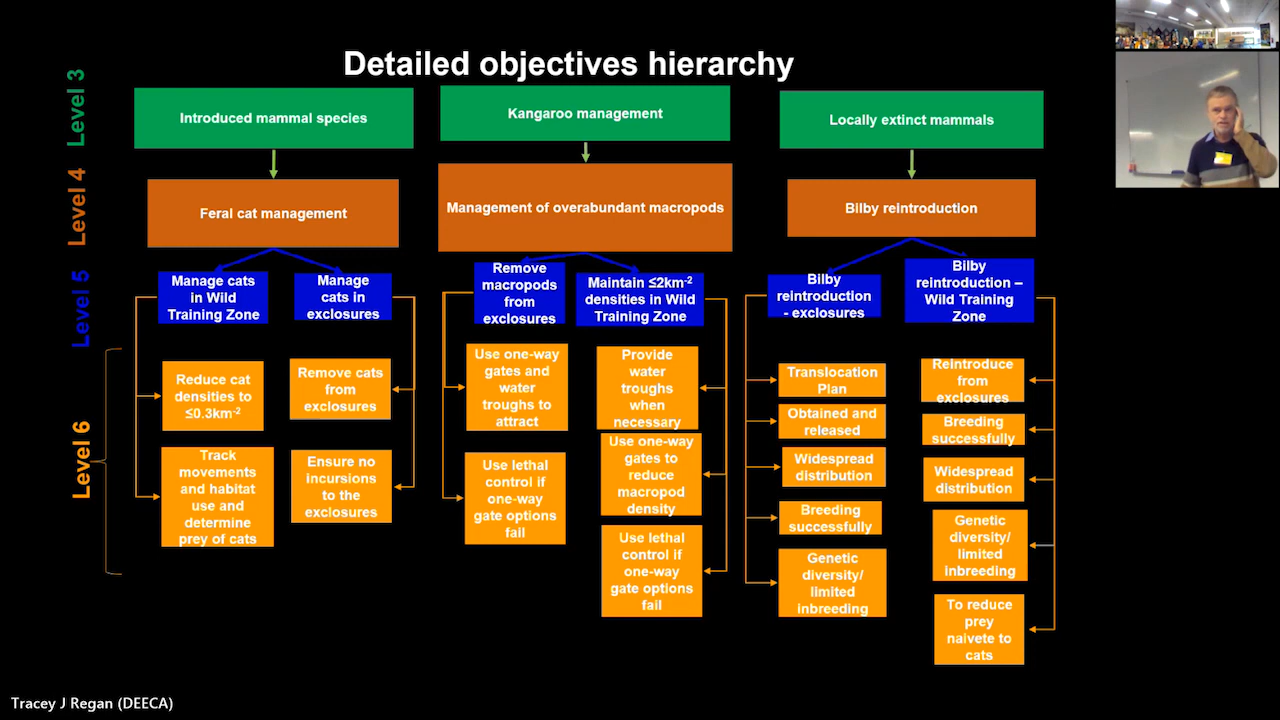 Detailed objectives hierarchy
Level 3
Introduced mammal species
Kangaroo management
Locally extinct mammals
Level 4
Feral cat management
Management of overabundant macropods
Bilby reintroduction
Level 5
Manage cats
in Wild
Training Zone
Manage
cats in
exclosures
Remove
macropods
from
exclosures
Maintain ≤2km⁻²
densities in Wild
Training Zone
Bilby
reintroduction
- exclosures
Bilby
reintroduction –
Wild Training
Zone
Level 6
Reduce cat
densities to
≤0.3km⁻²
Track
movements
and habitat
use and
determine
prey of cats
Remove cats
from
exclosures
Ensure no
incursions
to the
exclosures
Use one-way
gates and
water
troughs to
attract
Use lethal
control if
one-way
gate options
fail
Provide
water
troughs
when
necessary
Use one-way
gates to
reduce
macropod
density
Use lethal
control if
one-way
gate options
fail
Translocation
Plan
Obtained and
released
Widespread
distribution
Breeding
successfully
Genetic
diversity/
limited
inbreeding
Reintroduce
from
exclosures
Breeding
successfully
Widespread
distribution
Genetic
diversity/
limited
inbreeding
To reduce
prey
naivete to
cats
Tracey J Regan (DEECA)